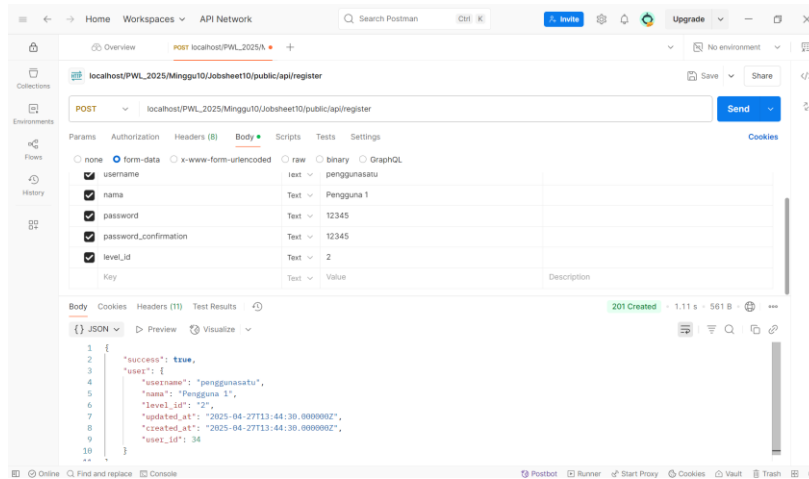 Home Workspaces API Network Search Postman Ctrl K Invite Upgrade
Overview POST localhost/PWL_2025/M No environment
Collections
Environments
Flows
History
HTTP localhost/PWL_2025/Minggu10/Jobsheet10/public/api/register Save Share
POST localhost/PWL_2025/Minggu10/Jobsheet10/public/api/register Send
Params Authorization Headers (8) Body Scripts Tests Settings Cookies
none form-data x-www-form-urlencoded raw binary GraphQL
username Text penggunasatu
nama Text Pengguna 1
password Text 12345
password_confirmation Text 12345
level_id Text 2
Key Text Value Description
Body Cookies Headers (11) Test Results 201 Created 1.11 s 561 B
{} JSON Preview Visualize
1 {
2 "success": true,
3 "user": {
4 "username": "penggunasatu",
5 "nama": "Pengguna 1",
6 "level_id": "2",
7 "updated_at": "2025-04-27T13:44:30.000000Z",
8 "created_at": "2025-04-27T13:44:30.000000Z",
9 "user_id": 34
10 }
Online Find and replace Console Postbot Runner Start Proxy Cookies Vault Trash